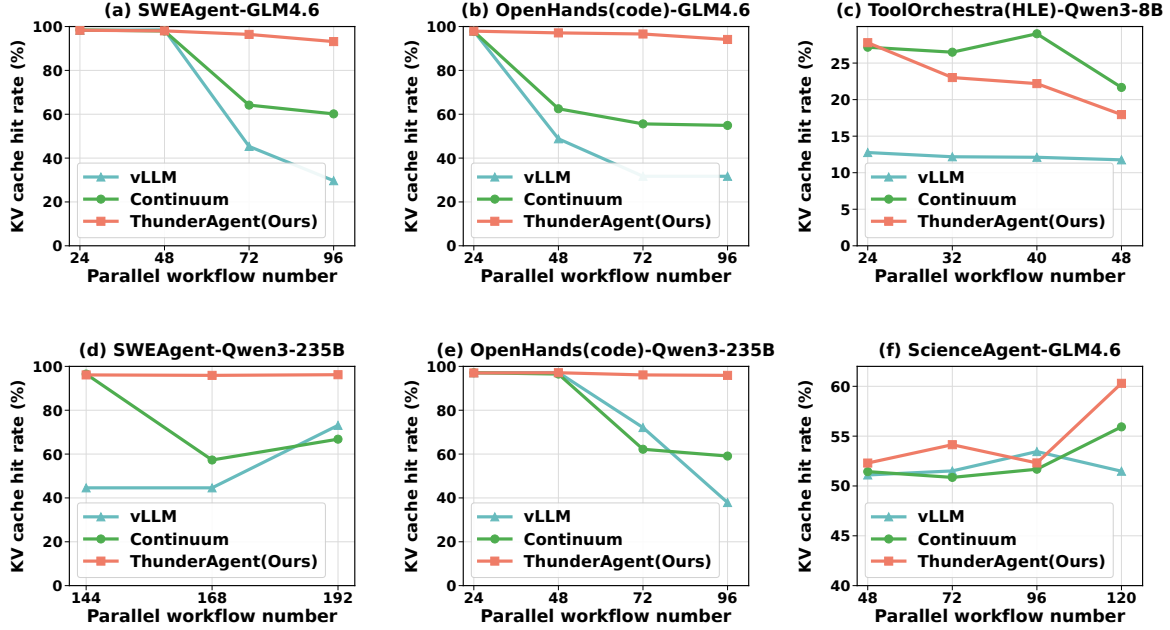 (a) SWEAgent-GLM4.6
KV cache hit rate (%)
100
80
60
40
20
0
vLLM
Continuum
ThunderAgent(Ours)
24 48 72 96
Parallel workflow number
(b) OpenHands(code)-GLM4.6
KV cache hit rate (%)
100
80
60
40
20
0
vLLM
Continuum
ThunderAgent(Ours)
24 48 72 96
Parallel workflow number
(c) ToolOrchestra(HLE)-Qwen3-8B
KV cache hit rate (%)
25
20
15
10
5
0
vLLM
Continuum
ThunderAgent(Ours)
24 32 40 48
Parallel workflow number
(d) SWEAgent-Qwen3-235B
KV cache hit rate (%)
100
80
60
40
20
0
vLLM
Continuum
ThunderAgent(Ours)
144 168 192
Parallel workflow number
(e) OpenHands(code)-Qwen3-235B
KV cache hit rate (%)
100
80
60
40
20
0
vLLM
Continuum
ThunderAgent(Ours)
24 48 72 96
Parallel workflow number
(f) ScienceAgent-GLM4.6
KV cache hit rate (%)
60
55
50
45
40
vLLM
Continuum
ThunderAgent(Ours)
48 72 96 120
Parallel workflow number